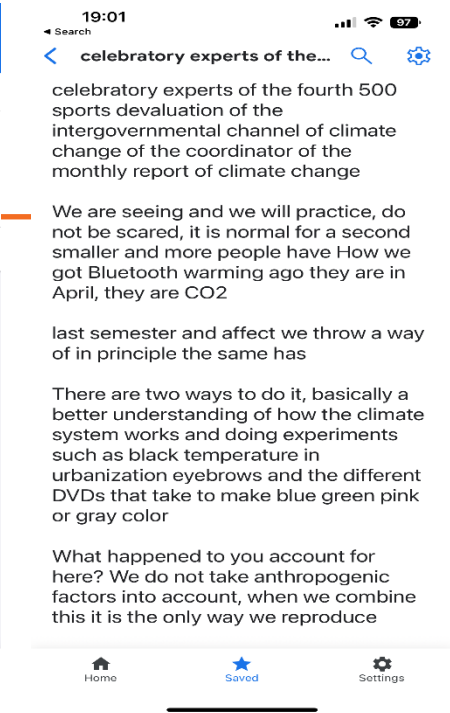 19:01
97
Search
celebratory experts of the...
celebratory experts of the fourth 500
sports devaluation of the
intergovernmental channel of climate
change of the coordinator of the
monthly report of climate change
We are seeing and we will practice, do
not be scared, it is normal for a second
smaller and more people have How we
got Bluetooth warming ago they are in
April, they are CO2
last semester and affect we throw a way
of in principle the same has
There are two ways to do it, basically a
better understanding of how the climate
system works and doing experiments
such as black temperature in
urbanization eyebrows and the different
DVDs that take to make blue green pink
or gray color
What happened to you account for
here? We do not take anthropogenic
factors into account, when we combine
this it is the only way we reproduce
Home
Saved
Settings